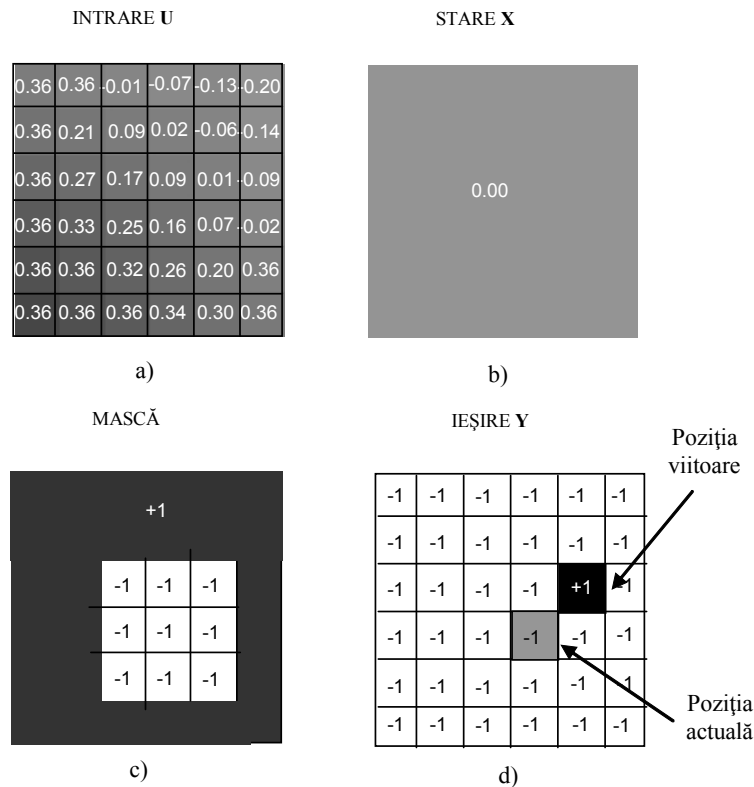 INTRARE U
STARE X
0.36 0.36 -0.01 -0.07 -0.13 -0.20
0.36 0.21 0.09 0.02 -0.06 -0.14
0.36 0.27 0.17 0.09 0.01 -0.09
0.36 0.33 0.25 0.16 0.07 -0.02
0.36 0.36 0.32 0.26 0.20 0.36
0.36 0.36 0.36 0.34 0.30 0.36
0.00
a)
b)
MASCĂ
+1
-1 -1 -1
-1 -1 -1
-1 -1 -1
c)
IEŞIRE Y
-1 -1 -1 -1 -1 -1
-1 -1 -1 -1 -1 -1
-1 -1 -1 -1 +1 -1
-1 -1 -1 -1 -1 -1
-1 -1 -1 -1 -1 -1
-1 -1 -1 -1 -1 -1
Poziţia
viitoare
Poziţia
actuală
d)